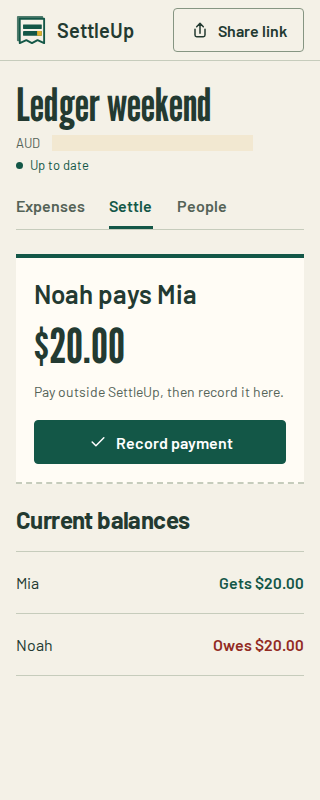 SettleUp
Share link
Ledger weekend
AUD
Up to date
Expenses Settle People
Noah pays Mia
$20.00
Pay outside SettleUp, then record it here.
Record payment
Current balances
Mia Gets $20.00
Noah Owes $20.00